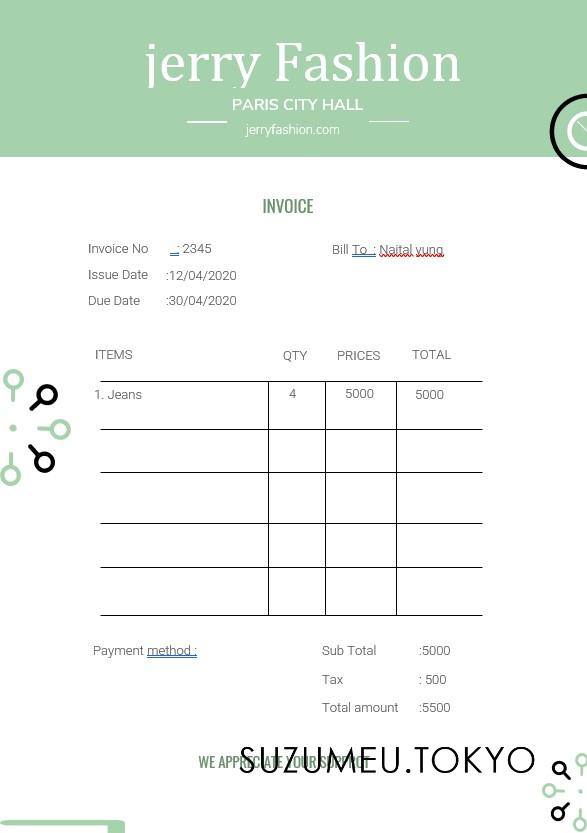 jerry Fashion
PARIS CITY HALL
jerryfashion.com
INVOICE
Invoice No : 2345
Bill To : Naital yung
Issue Date :12/04/2020
Due Date :30/04/2020
ITEMS QTY PRICES TOTAL
1. Jeans 4 5000 5000
Payment method :
Sub Total :5000
Tax : 500
Total amount :5500
WE APPRECIATE YOUR SUPPORT
SUZUMEU.TOKYO